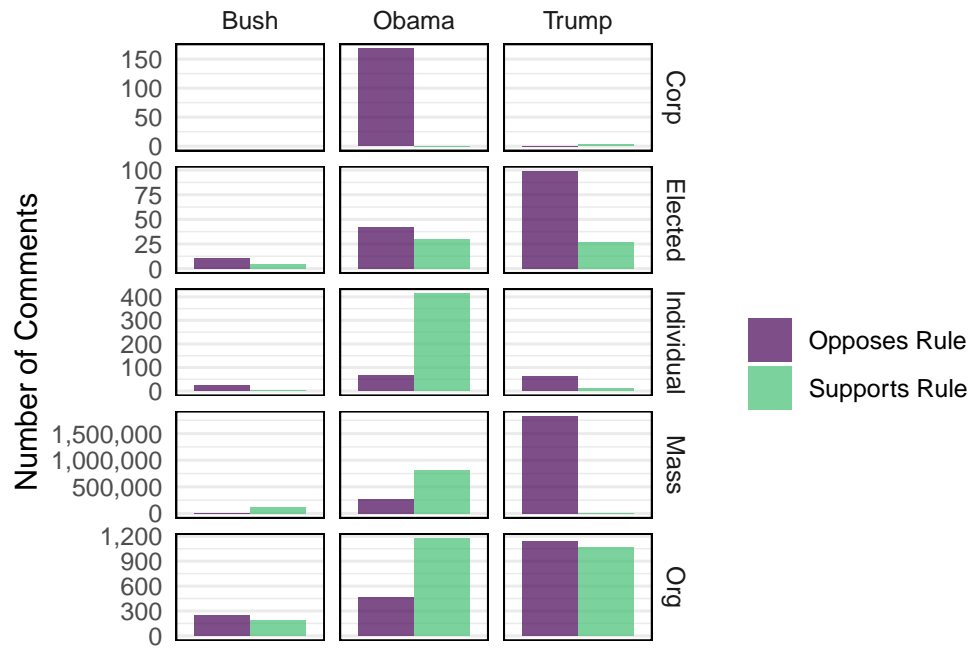 Bush Obama Trump
150
100
50
0
Corp
100
75
50
25
0
Elected
400
300
200
100
0
Individual
1,500,000
1,000,000
500,000
0
Mass
1,200
900
600
300
0
Org
Number of Comments
Opposes Rule
Supports Rule